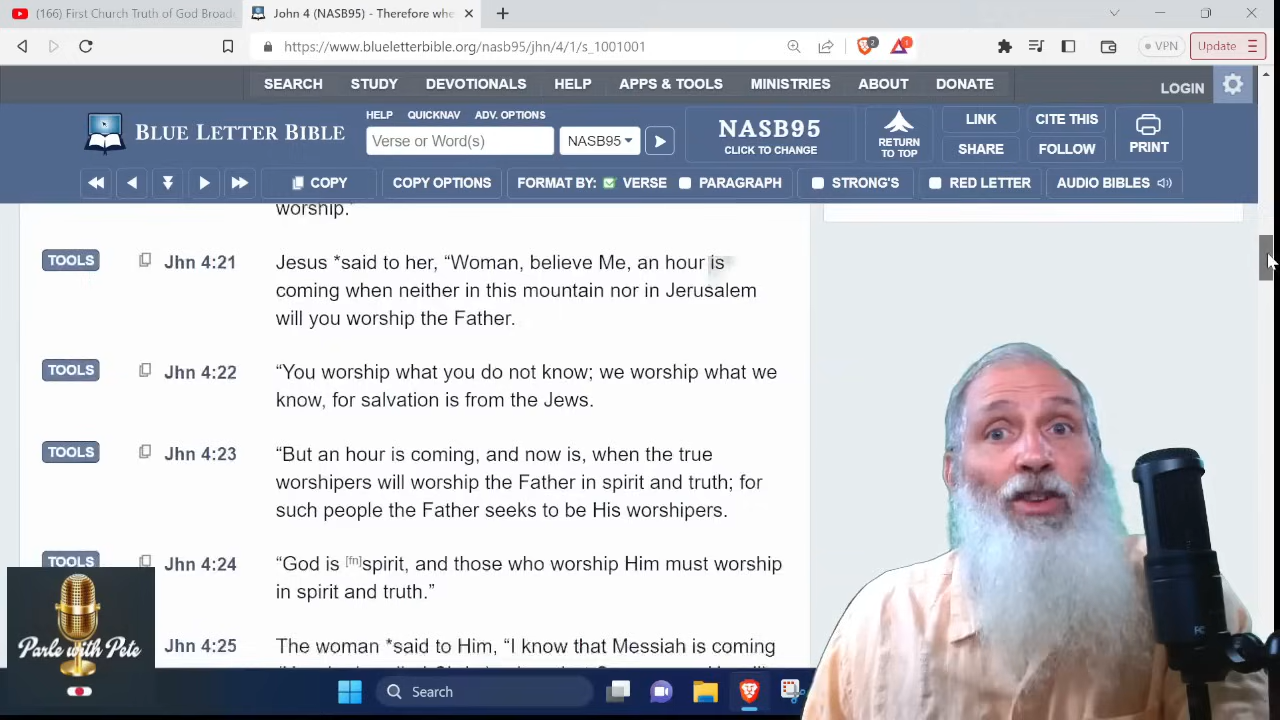 (166) First Church Truth of God Broad
John 4 (NASB95) - Therefore whe
https://www.blueletterbible.org/nasb95/jhn/4/1/s_1001001
2
1
VPN
Update
SEARCH STUDY DEVOTIONALS HELP APPS & TOOLS MINISTRIES ABOUT DONATE
LOGIN
BLUE LETTER BIBLE
HELP QUICKNAV ADV. OPTIONS
Verse or Word(s)
NASB95
NASB95
CLICK TO CHANGE
RETURN
TO TOP
LINK
CITE THIS
SHARE
FOLLOW
PRINT
COPY
COPY OPTIONS
FORMAT BY: VERSE PARAGRAPH
STRONG'S
RED LETTER
AUDIO BIBLES
worship."
TOOLS Jhn 4:21 Jesus *said to her, “Woman, believe Me, an hour is
coming when neither in this mountain nor in Jerusalem
will you worship the Father.
TOOLS Jhn 4:22 “You worship what you do not know; we worship what we
know, for salvation is from the Jews.
TOOLS Jhn 4:23 “But an hour is coming, and now is, when the true
worshipers will worship the Father in spirit and truth; for
such people the Father seeks to be His worshipers.
TOOLS Jhn 4:24 “God is [fn]spirit, and those who worship Him must worship
in spirit and truth.”
Jhn 4:25 The woman *said to Him, “I know that Messiah is coming
Parle with Pete
Search